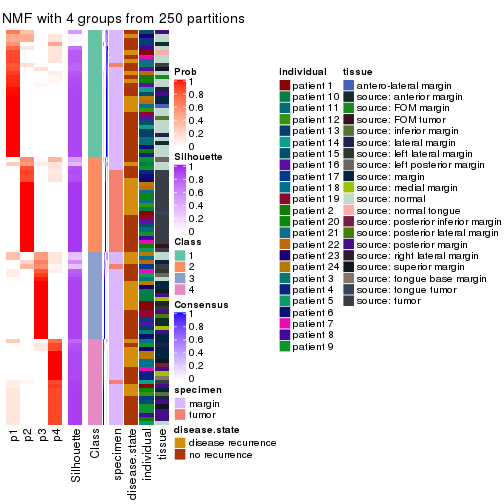 NMF with 4 groups from 250 partitions
Prob
1
0.8
0.6
0.4
0.2
0
Silhouette
1
0.8
0.6
0.4
0.2
0
Class
1
2
3
4
Consensus
1
0.8
0.6
0.4
0.2
0
specimen
margin
tumor
disease.state
disease recurrence
no recurrence
individual
patient 1
patient 10
patient 11
patient 12
patient 13
patient 14
patient 15
patient 16
patient 17
patient 18
patient 19
patient 2
patient 20
patient 21
patient 22
patient 23
patient 24
patient 3
patient 4
patient 5
patient 6
patient 7
patient 8
patient 9
tissue
antero-lateral margin
source: anterior margin
source: FOM margin
source: FOM tumor
source: inferior margin
source: lateral margin
source: left lateral margin
source: left posterior margin
source: margin
source: medial margin
source: normal
source: normal tongue
source: posterior inferior margin
source: posterior lateral margin
source: posterior margin
source: right lateral margin
source: superior margin
source: tongue base margin
source: tongue tumor
source: tumor
p1
p2
p3
p4
Silhouette
Class
specimen
disease.state
individual
tissue